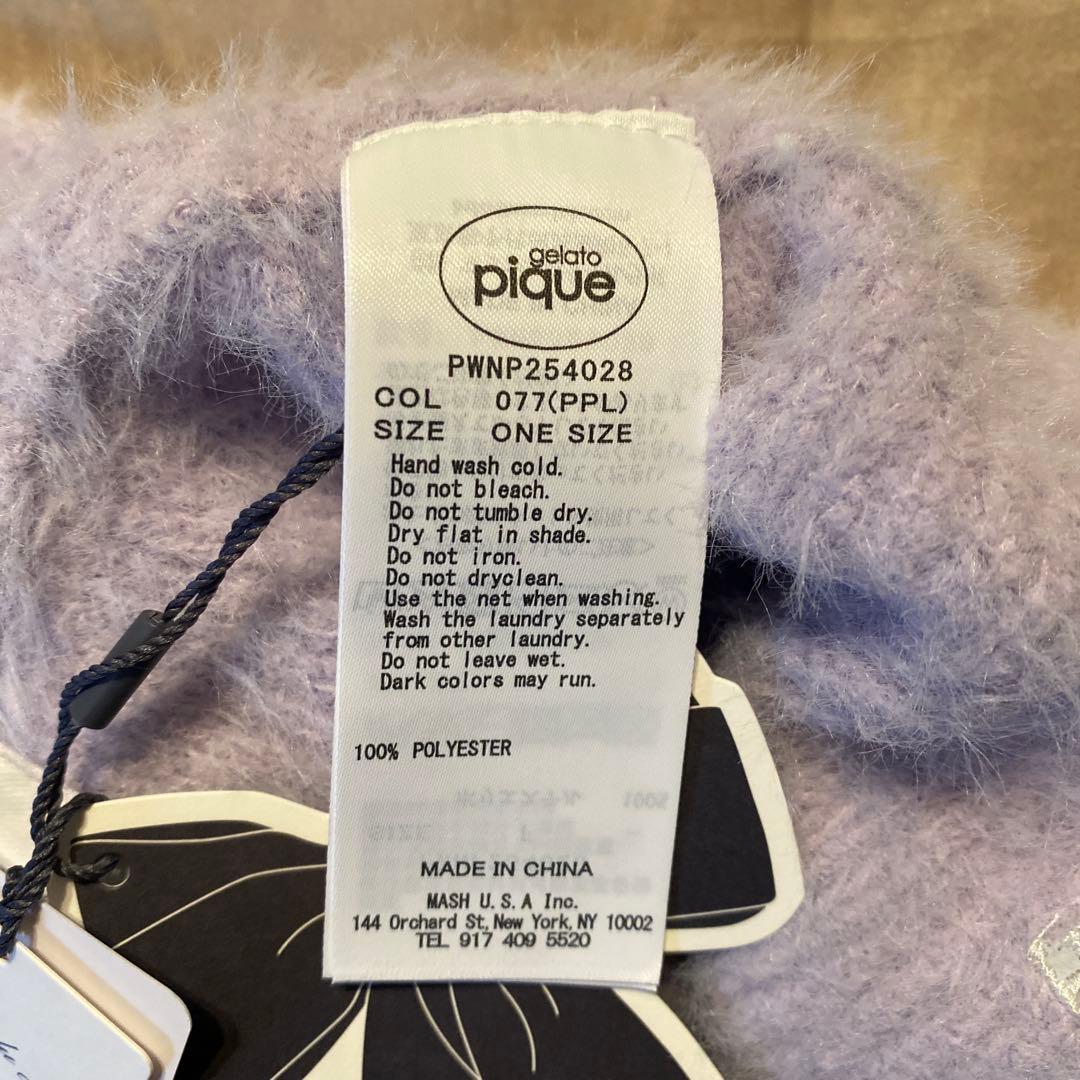 gelato
pique
PWNP254028
COL 077(PPL)
SIZE ONE SIZE
Hand wash cold.
Do not bleach.
Do not tumble dry.
Dry flat in shade.
Do not iron.
Do not dryclean.
Use the net when washing.
Wash the laundry separately
from other laundry.
Do not leave wet.
Dark colors may run.
100% POLYESTER
MADE IN CHINA
MASH U.S.A Inc.
144 Orchard St, New York, NY 10002
TEL 917 409 5520